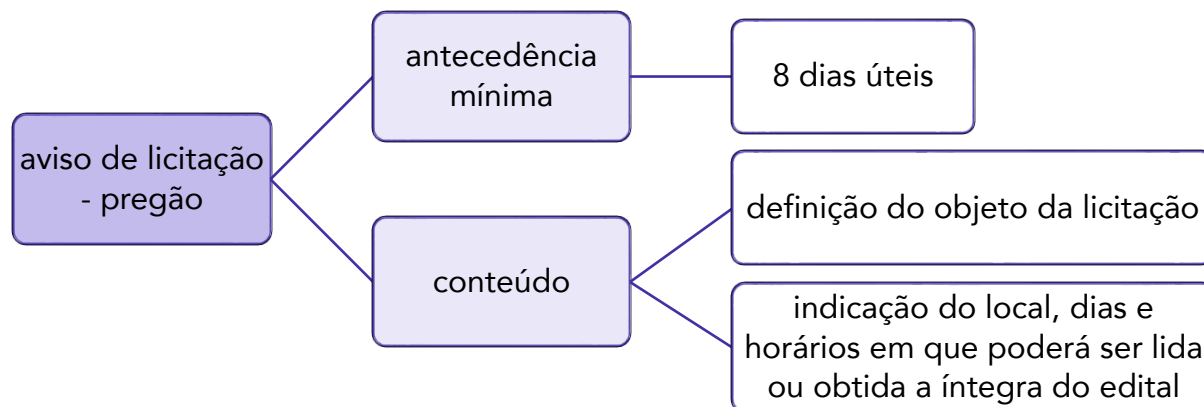 aviso de licitação
- pregão
antecedência
mínima
8 dias úteis
conteúdo
definição do objeto da licitação
indicação do local, dias e
horários em que poderá ser lida
ou obtida a íntegra do edital